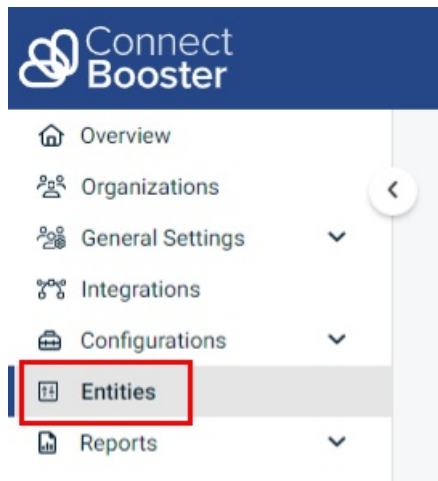 Connect
Booster
Overview
Organizations
General Settings
Integrations
Configurations
Entities
Reports